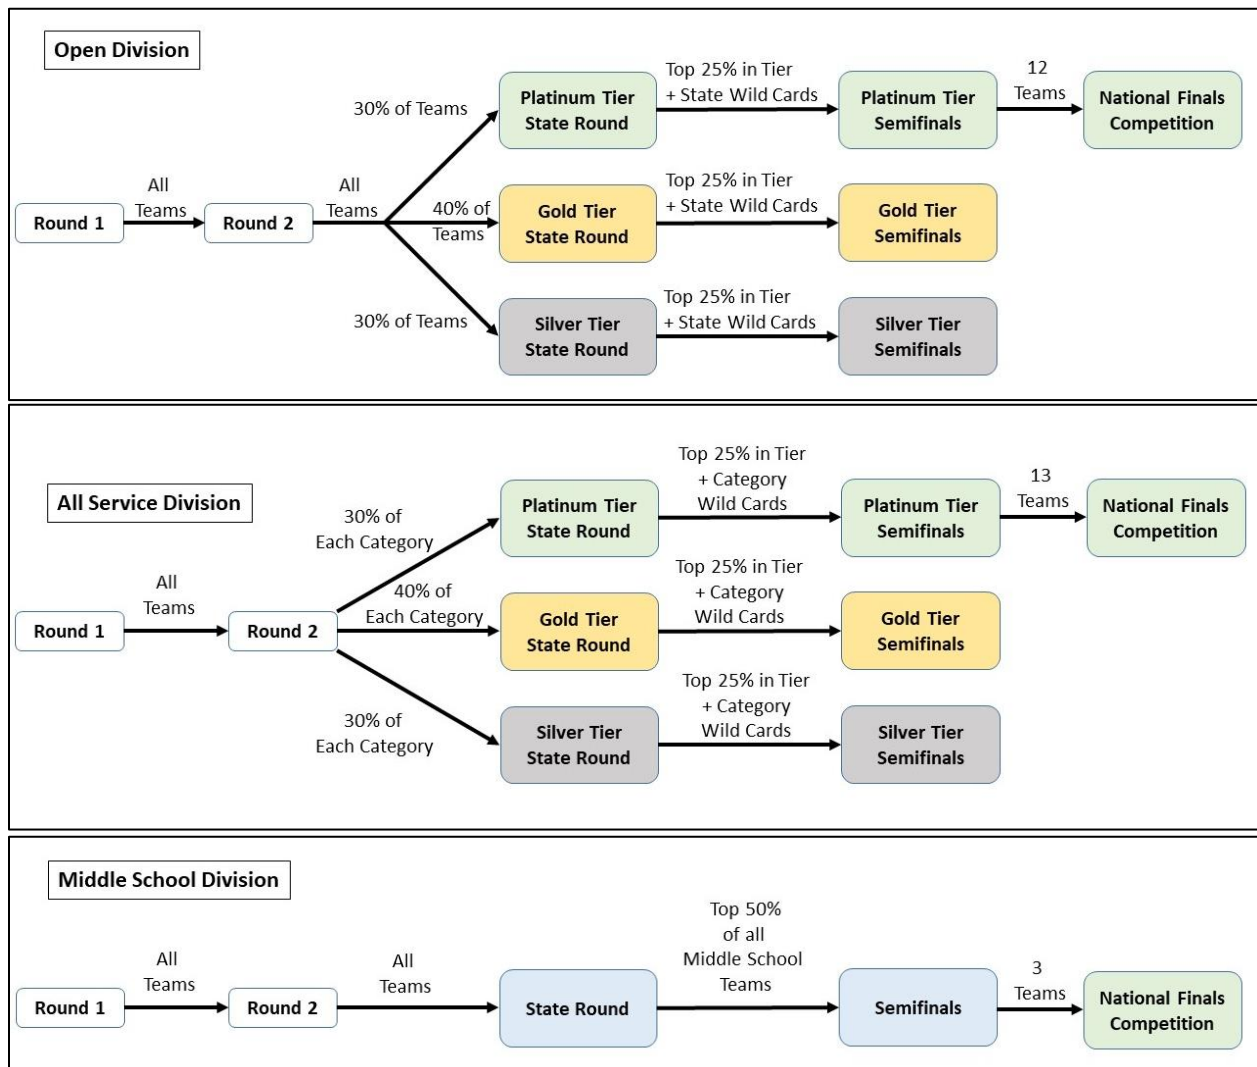 Open Division
Round 1
All
Teams
Round 2
All
Teams
30% of Teams
Platinum Tier
State Round
Top 25% in Tier
+ State Wild Cards
Platinum Tier
Semifinals
12
Teams
National Finals
Competition
40% of
Teams
Gold Tier
State Round
Top 25% in Tier
+ State Wild Cards
Gold Tier
Semifinals
30% of Teams
Silver Tier
State Round
Top 25% in Tier
+ State Wild Cards
Silver Tier
Semifinals
All Service Division
Round 1
All
Teams
Round 2
30% of
Each Category
Platinum Tier
State Round
Top 25% in Tier
+ Category
Wild Cards
Platinum Tier
Semifinals
13
Teams
National Finals
Competition
40% of
Each Category
Gold Tier
State Round
Top 25% in Tier
+ Category
Wild Cards
Gold Tier
Semifinals
30% of
Each Category
Silver Tier
State Round
Top 25% in Tier
+ Category
Wild Cards
Silver Tier
Semifinals
Middle School Division
Round 1
All
Teams
Round 2
All
Teams
State Round
Top 50%
of all
Middle School
Teams
Semifinals
3
Teams
National Finals
Competition